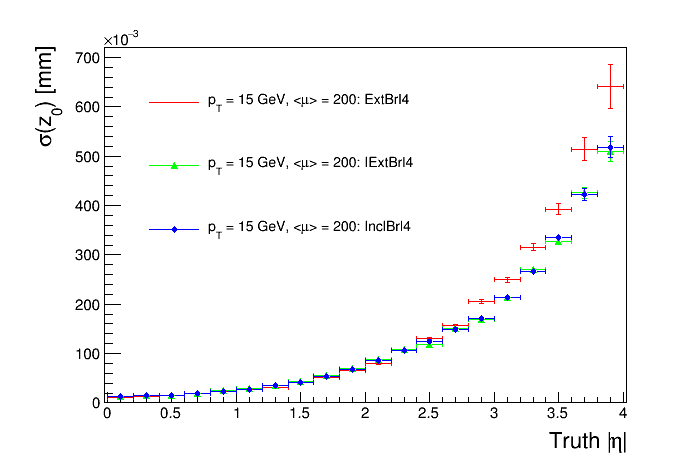 ×10⁻³
σ(z₀) [mm]
700
600
500
400
300
200
100
0
p_T = 15 GeV, <μ> = 200: ExtBrl4
p_T = 15 GeV, <μ> = 200: IExtBrl4
p_T = 15 GeV, <μ> = 200: InclBrl4
0 0.5 1 1.5 2 2.5 3 3.5 4
Truth |η|